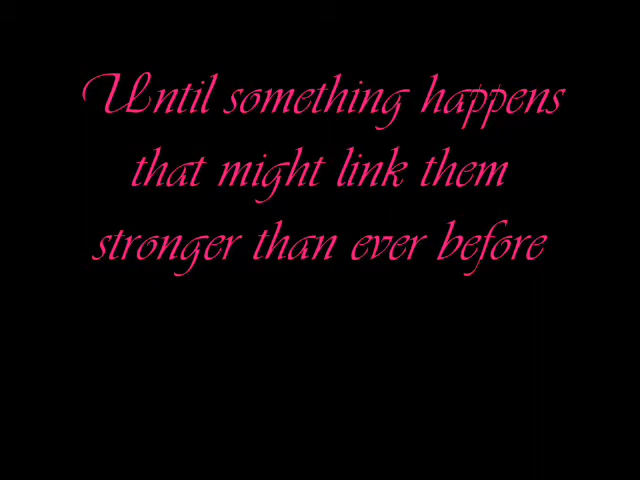 Until something happens
that might link them
stronger than ever before